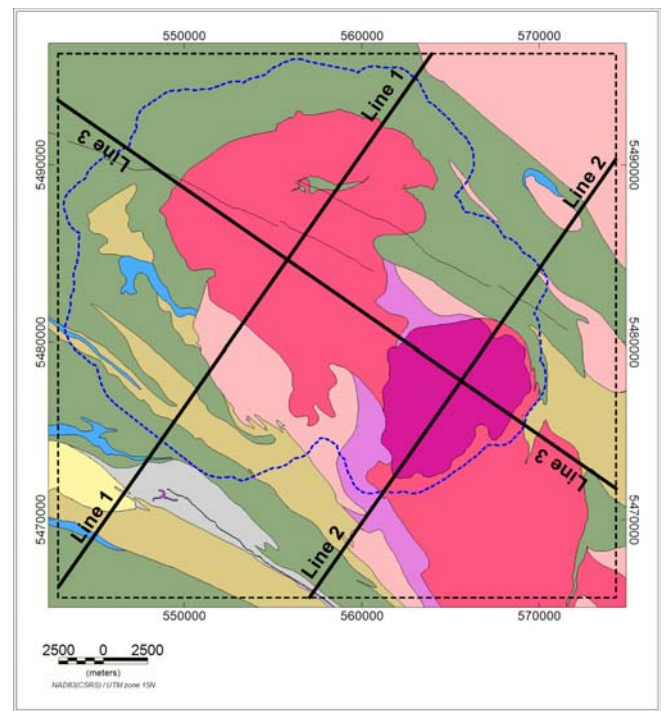 550000 560000 570000
Line 1
Line 3
Line 2
5490000 5490000
5480000 5480000
Line 3
5470000 5470000
Line 1
Line 2
550000 560000 570000
2500 0 2500
(meters)
NAD83(CSRS) / UTM zone 15N